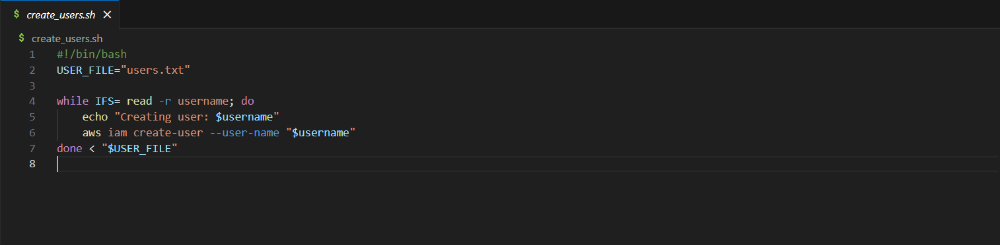 $ create_users.sh ×
$ create_users.sh
1 #!/bin/bash
2 USER_FILE="users.txt"
3
4 while IFS= read -r username; do
5     echo "Creating user: $username"
6     aws iam create-user --user-name "$username"
7 done < "$USER_FILE"
8